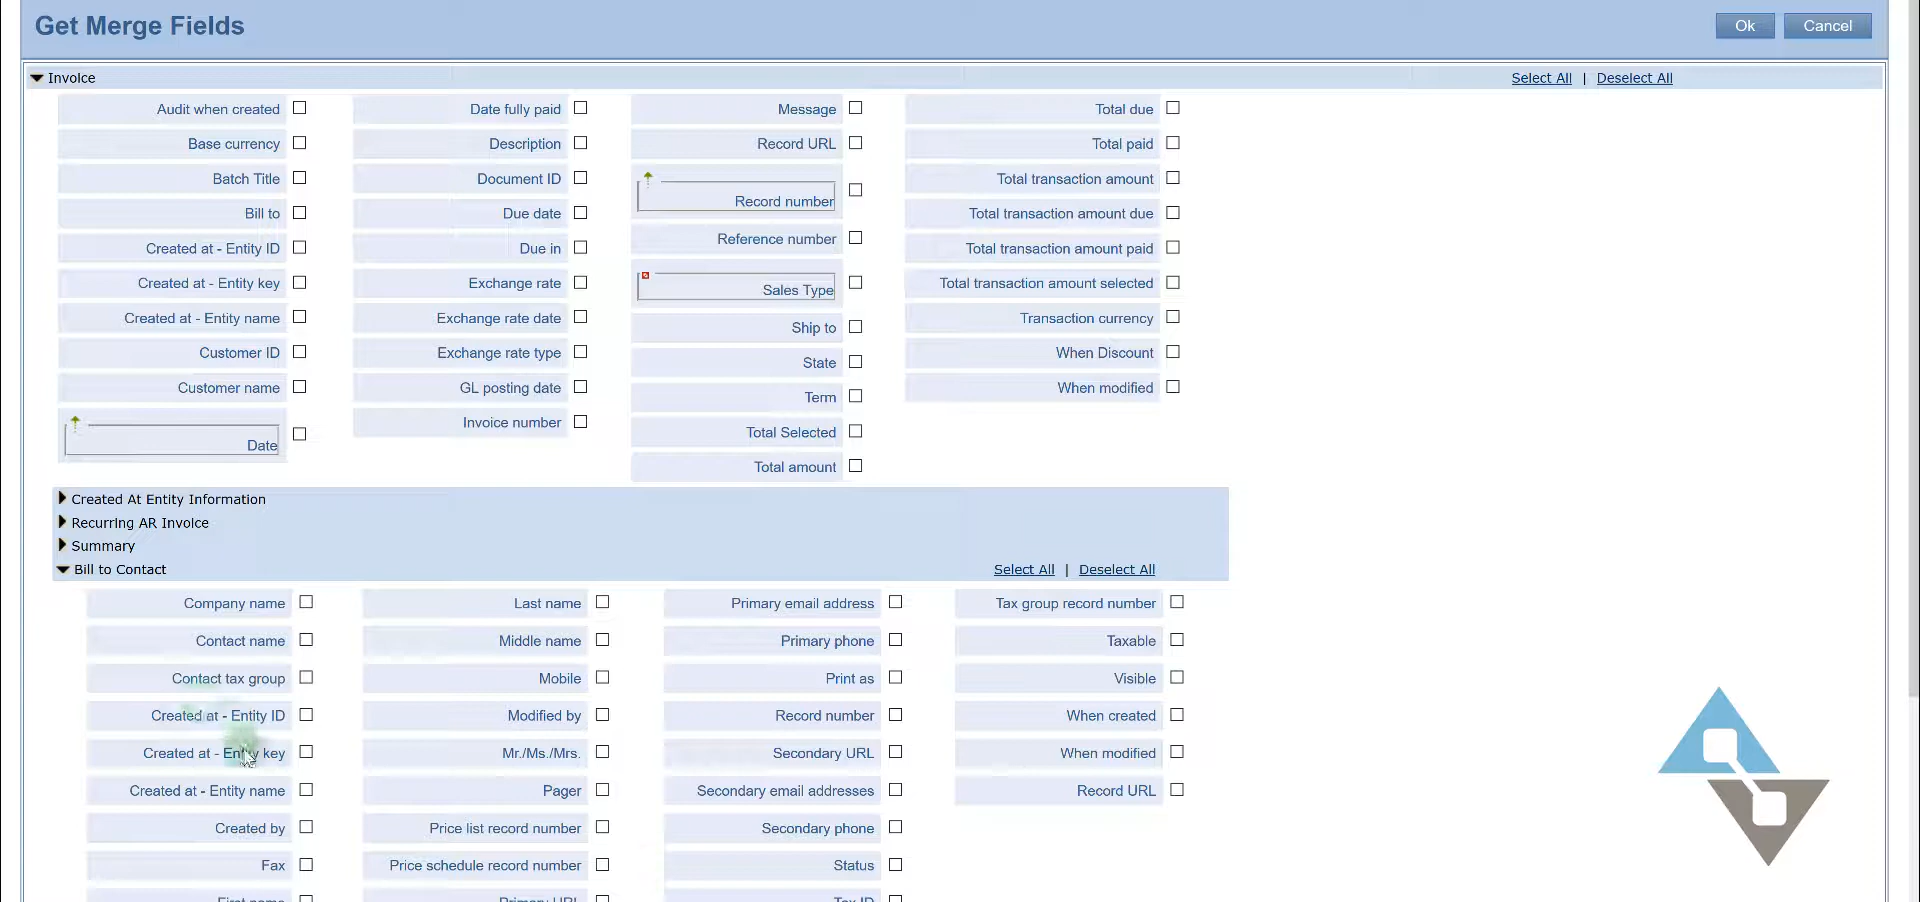 Get Merge Fields
Ok
Cancel
Invoice
Select All | Deselect All
Audit when created
Base currency
Batch Title
Bill to
Created at - Entity ID
Created at - Entity key
Created at - Entity name
Customer ID
Customer name
Date
Date fully paid
Description
Document ID
Due date
Due in
Exchange rate
Exchange rate date
Exchange rate type
GL posting date
Invoice number
Message
Record URL
Record number
Reference number
Sales Type
Ship to
State
Term
Total Selected
Total amount
Total due
Total paid
Total transaction amount
Total transaction amount due
Total transaction amount paid
Total transaction amount selected
Transaction currency
When Discount
When modified
Created At Entity Information
Recurring AR Invoice
Summary
Bill to Contact
Select All | Deselect All
Company name
Contact name
Contact tax group
Created at - Entity ID
Created at - Entity key
Created at - Entity name
Created by
Fax
First name
Last name
Middle name
Mobile
Modified by
Mr./Ms./Mrs.
Pager
Price list record number
Price schedule record number
Primary URL
Primary email address
Primary phone
Print as
Record number
Secondary URL
Secondary email addresses
Secondary phone
Status
Tax ID
Tax group record number
Taxable
Visible
When created
When modified
Record URL